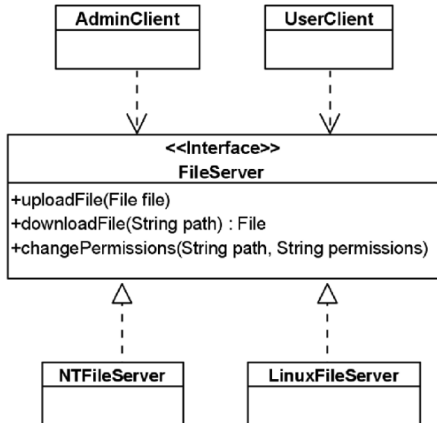 AdminClient
UserClient
<<Interface>>
FileServer
+uploadFile(File file)
+downloadFile(String path) : File
+changePermissions(String path, String permissions)
NTFileServer
LinuxFileServer